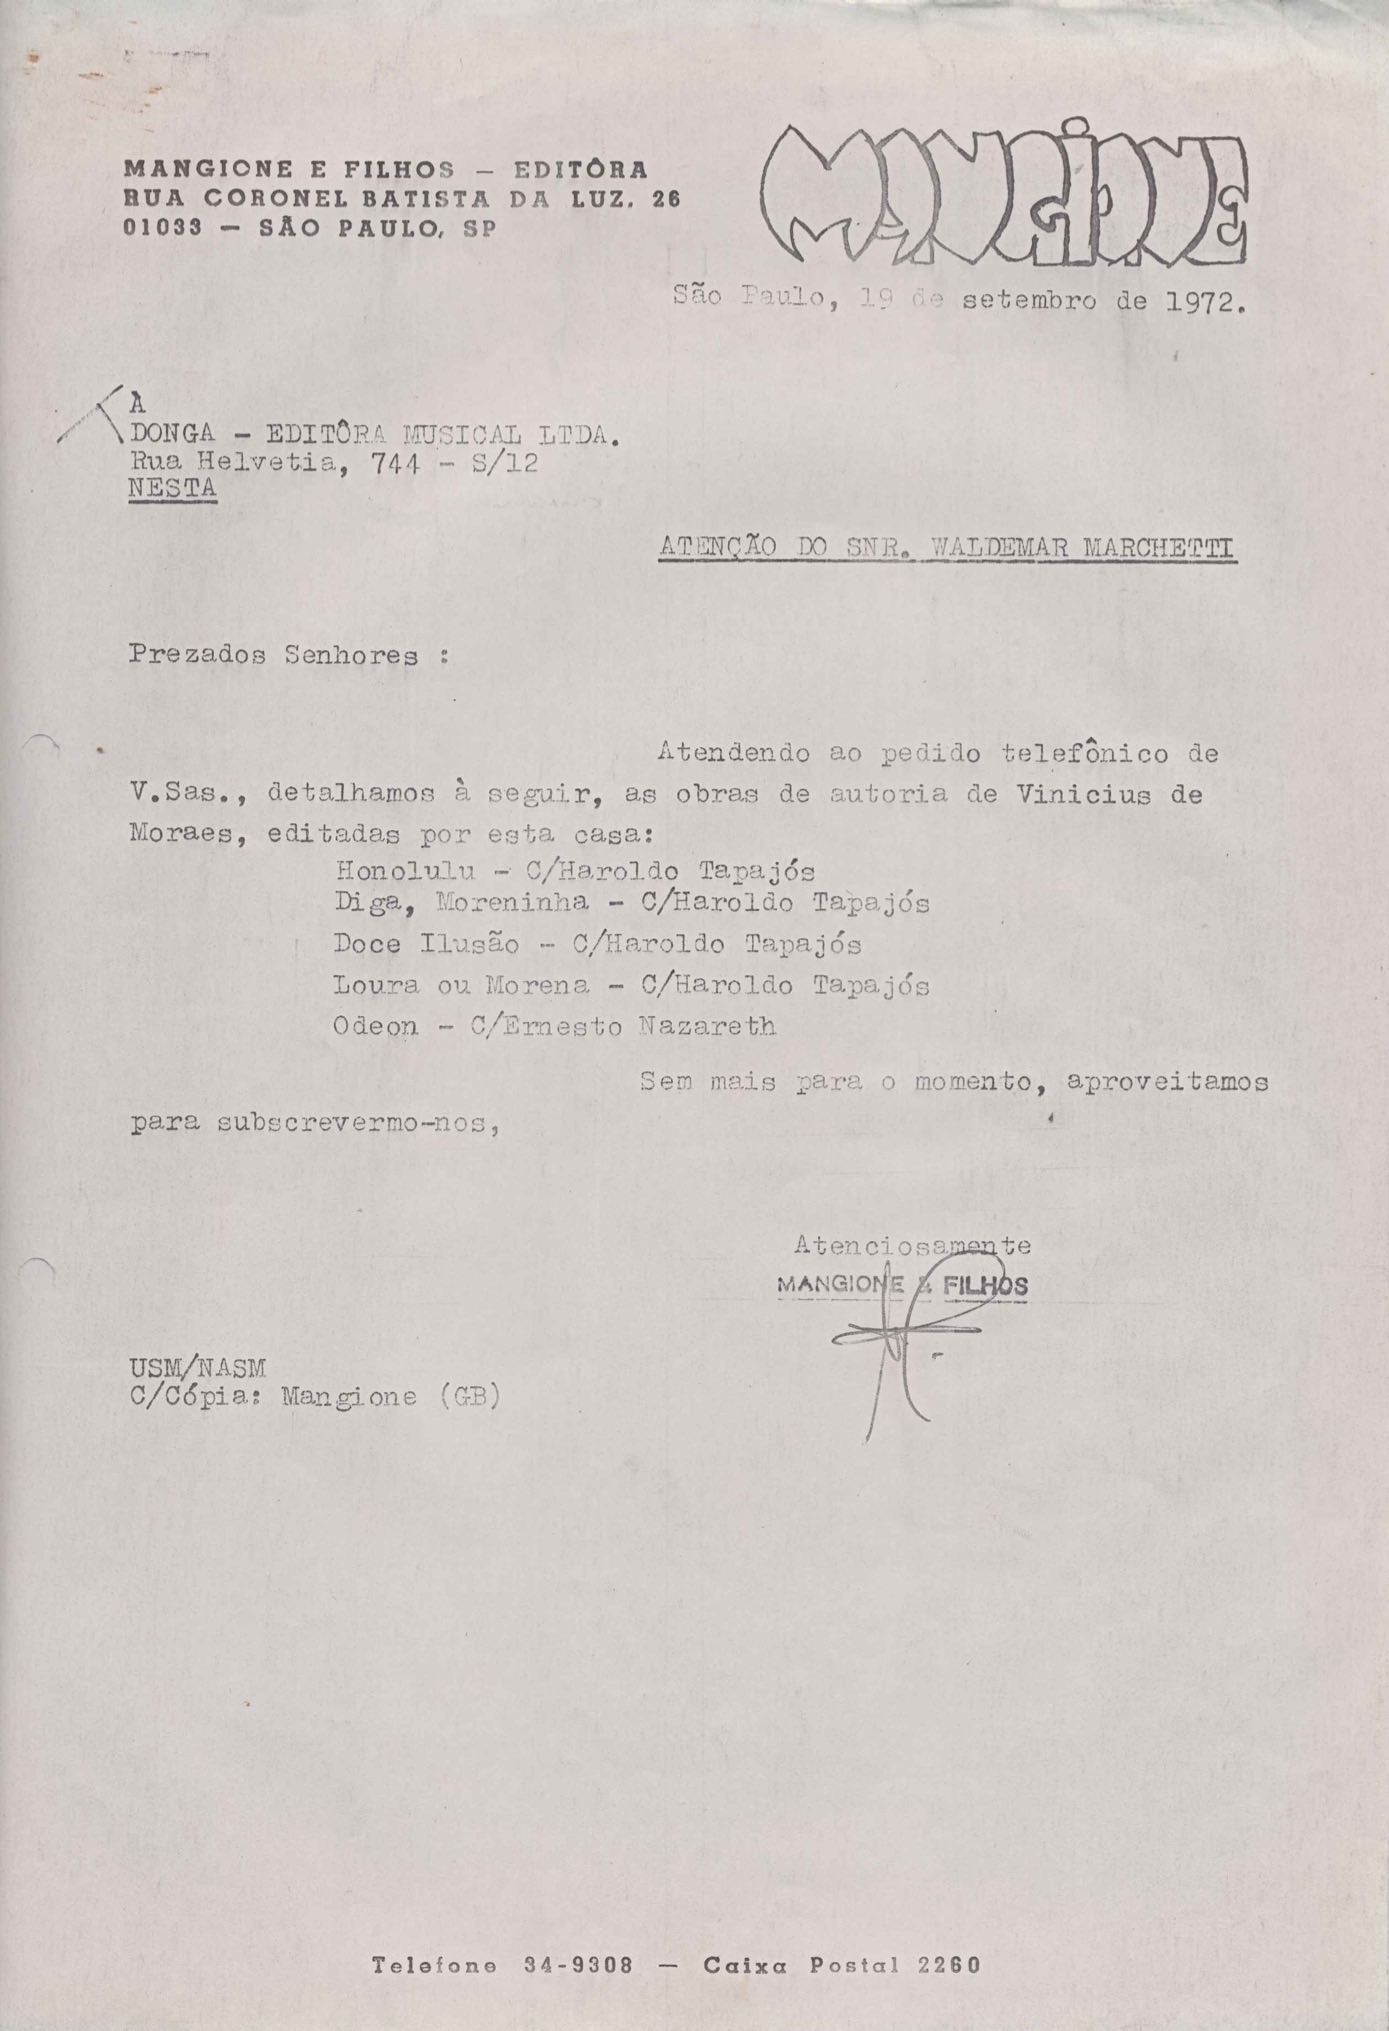 MANGIONE E FILHOS — EDITÔRA
RUA CORONEL BATISTA DA LUZ, 26
01033 — SÃO PAULO, SP
MANGIONE
São Paulo, 19 de setembro de 1972.
À
DONGA - EDITÔRA MUSICAL LTDA.
Rua Helvetia, 744 - S/12
NESTA
ATENÇÃO DO SNR. WALDEMAR MARCHETTI
Prezados Senhores :
Atendendo ao pedido telefônico de
V.Sas., detalhamos à seguir, as obras de autoria de Vinicius de
Moraes, editadas por esta casa:
Honolulu - C/Haroldo Tapajós
Diga, Moreninha - C/Haroldo Tapajós
Doce Ilusão - C/Haroldo Tapajós
Loura ou Morena - C/Haroldo Tapajós
Odeon - C/Ernesto Nazareth
Sem mais para o momento, aproveitamos
para subscrevermo-nos,
Atenciosamente
MANGIONE & FILHOS
USM/NASM
C/Cópia: Mangione (GB)
Telefone 34-9308 — Caixa Postal 2260